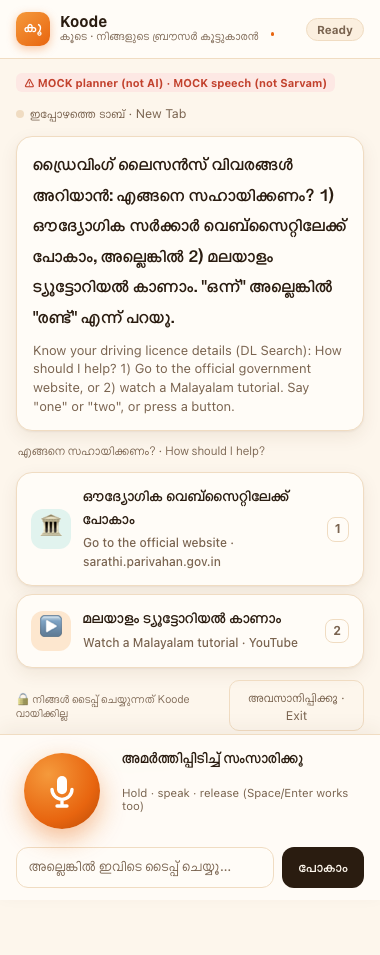 കൂ
Koode
കൂടെ · നിങ്ങളുടെ ബ്രൗസർ കൂട്ടുകാരൻ
Ready
⚠ MOCK planner (not AI) · MOCK speech (not Sarvam)
ഇപ്പോഴത്തെ ടാബ് · New Tab
ഡ്രൈവിംഗ് ലൈസൻസ് വിവരങ്ങൾ
അറിയാൻ: എങ്ങനെ സഹായിക്കണം? 1)
ഔദ്യോഗിക സർക്കാർ വെബ്സൈറ്റിലേക്ക്
പോകാം, അല്ലെങ്കിൽ 2) മലയാളം
ട്യൂട്ടോറിയൽ കാണാം. "ഒന്ന്" അല്ലെങ്കിൽ
"രണ്ട്" എന്ന് പറയൂ.
Know your driving licence details (DL Search): How
should I help? 1) Go to the official government
website, or 2) watch a Malayalam tutorial. Say
"one" or "two", or press a button.
എങ്ങനെ സഹായിക്കണം? · How should I help?
ഔദ്യോഗിക വെബ്സൈറ്റിലേക്ക്
പോകാം
Go to the official website ·
sarathi.parivahan.gov.in
1
മലയാളം ട്യൂട്ടോറിയൽ കാണാം
Watch a Malayalam tutorial · YouTube
2
🔒 നിങ്ങൾ ടൈപ്പ് ചെയ്യുന്നത് Koode
വായിക്കില്ല
അവസാനിപ്പിക്കൂ ·
Exit
അമർത്തിപ്പിടിച്ച് സംസാരിക്കൂ
Hold · speak · release (Space/Enter works
too)
അല്ലെങ്കിൽ ഇവിടെ ടൈപ്പ് ചെയ്യൂ…
പോകാം